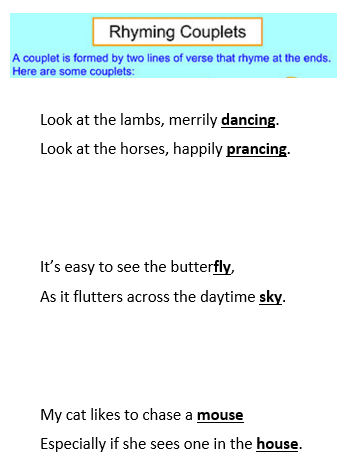 Rhyming Couplets
A couplet is formed by two lines of verse that rhyme at the ends.
Here are some couplets:
Look at the lambs, merrily dancing.
Look at the horses, happily prancing.
It’s easy to see the butterfly,
As it flutters across the daytime sky.
My cat likes to chase a mouse
Especially if she sees one in the house.